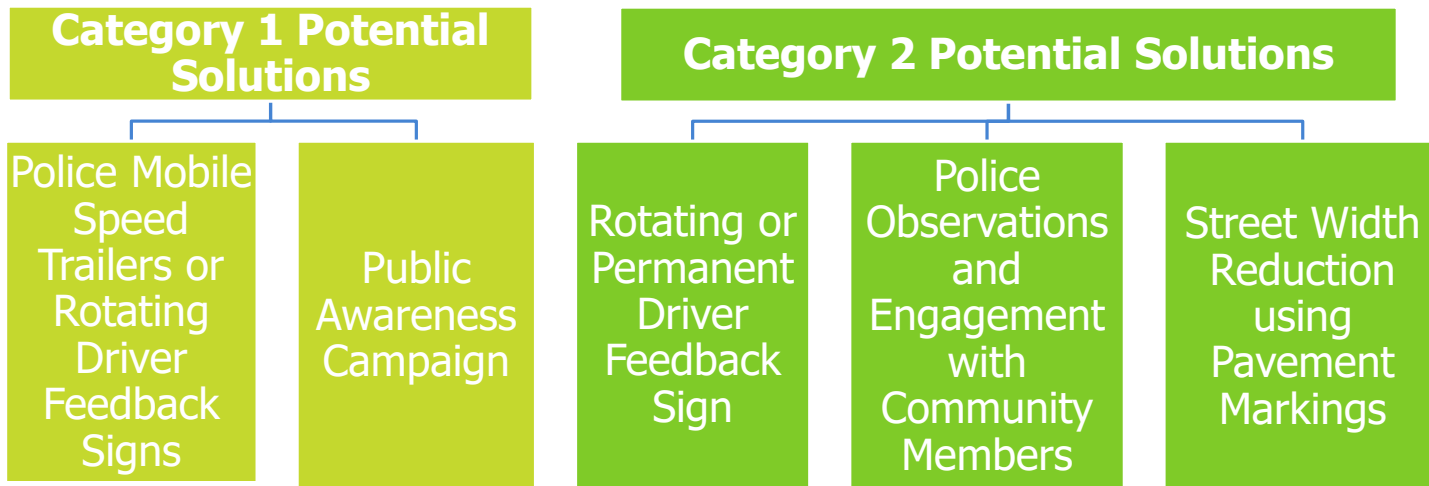 Category 1 Potential
Solutions
Police Mobile
Speed
Trailers or
Rotating
Driver
Feedback
Signs
Public
Awareness
Campaign
Category 2 Potential Solutions
Rotating or
Permanent
Driver
Feedback
Sign
Police
Observations
and
Engagement
with
Community
Members
Street Width
Reduction
using
Pavement
Markings